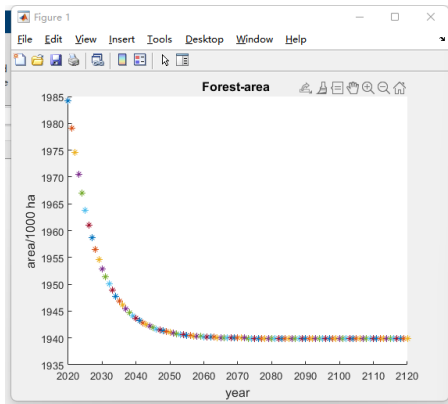 Figure 1
File Edit View Insert Tools Desktop Window Help
Forest-area
1985
1980
1975
1970
1965
1960
1955
1950
1945
1940
1935
area/1000 ha
2020 2030 2040 2050 2060 2070 2080 2090 2100 2110 2120
year